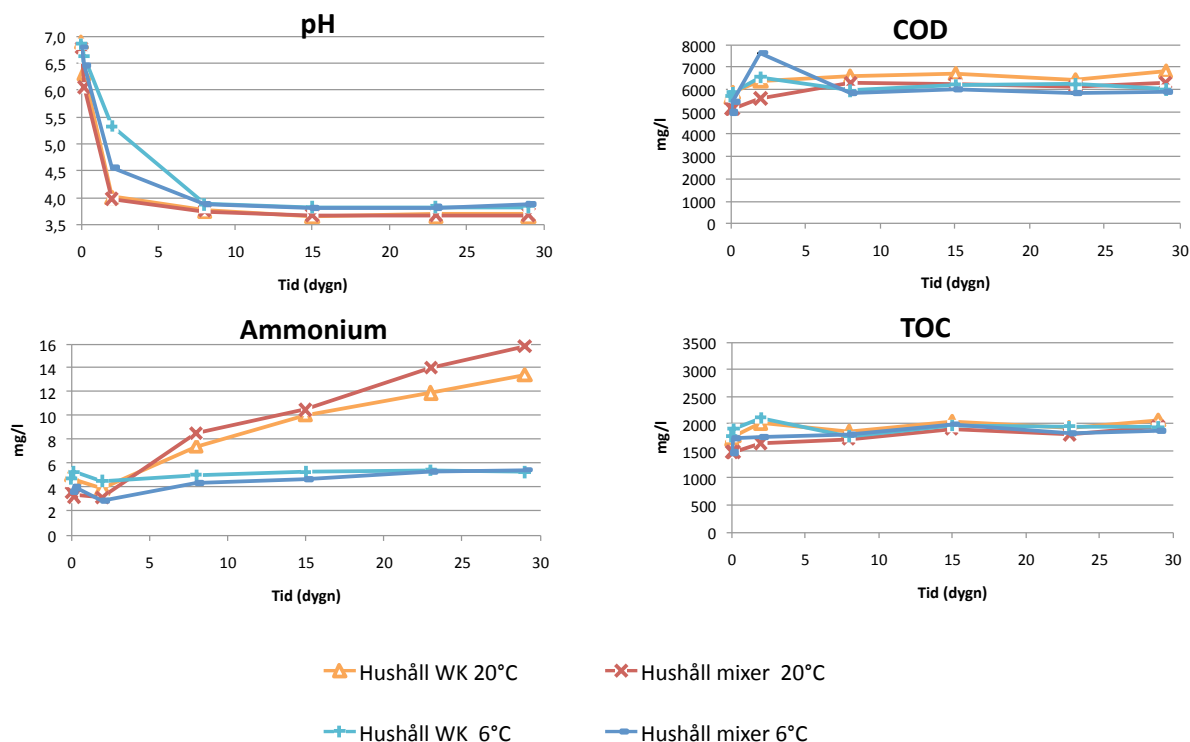 pH
7,0
6,5
6,0
5,5
5,0
4,5
4,0
3,5
0 5 10 15 20 25 30
Tid (dygn)
COD
mg/l
8000
7000
6000
5000
4000
3000
2000
1000
0
0 5 10 15 20 25 30
Tid (dygn)
Ammonium
mg/l
16
14
12
10
8
6
4
2
0
0 5 10 15 20 25 30
Tid (dygn)
TOC
mg/l
3500
3000
2500
2000
1500
1000
500
0
0 5 10 15 20 25 30
Tid (dygn)
Hushåll WK 20°C
Hushåll mixer 20°C
Hushåll WK 6°C
Hushåll mixer 6°C